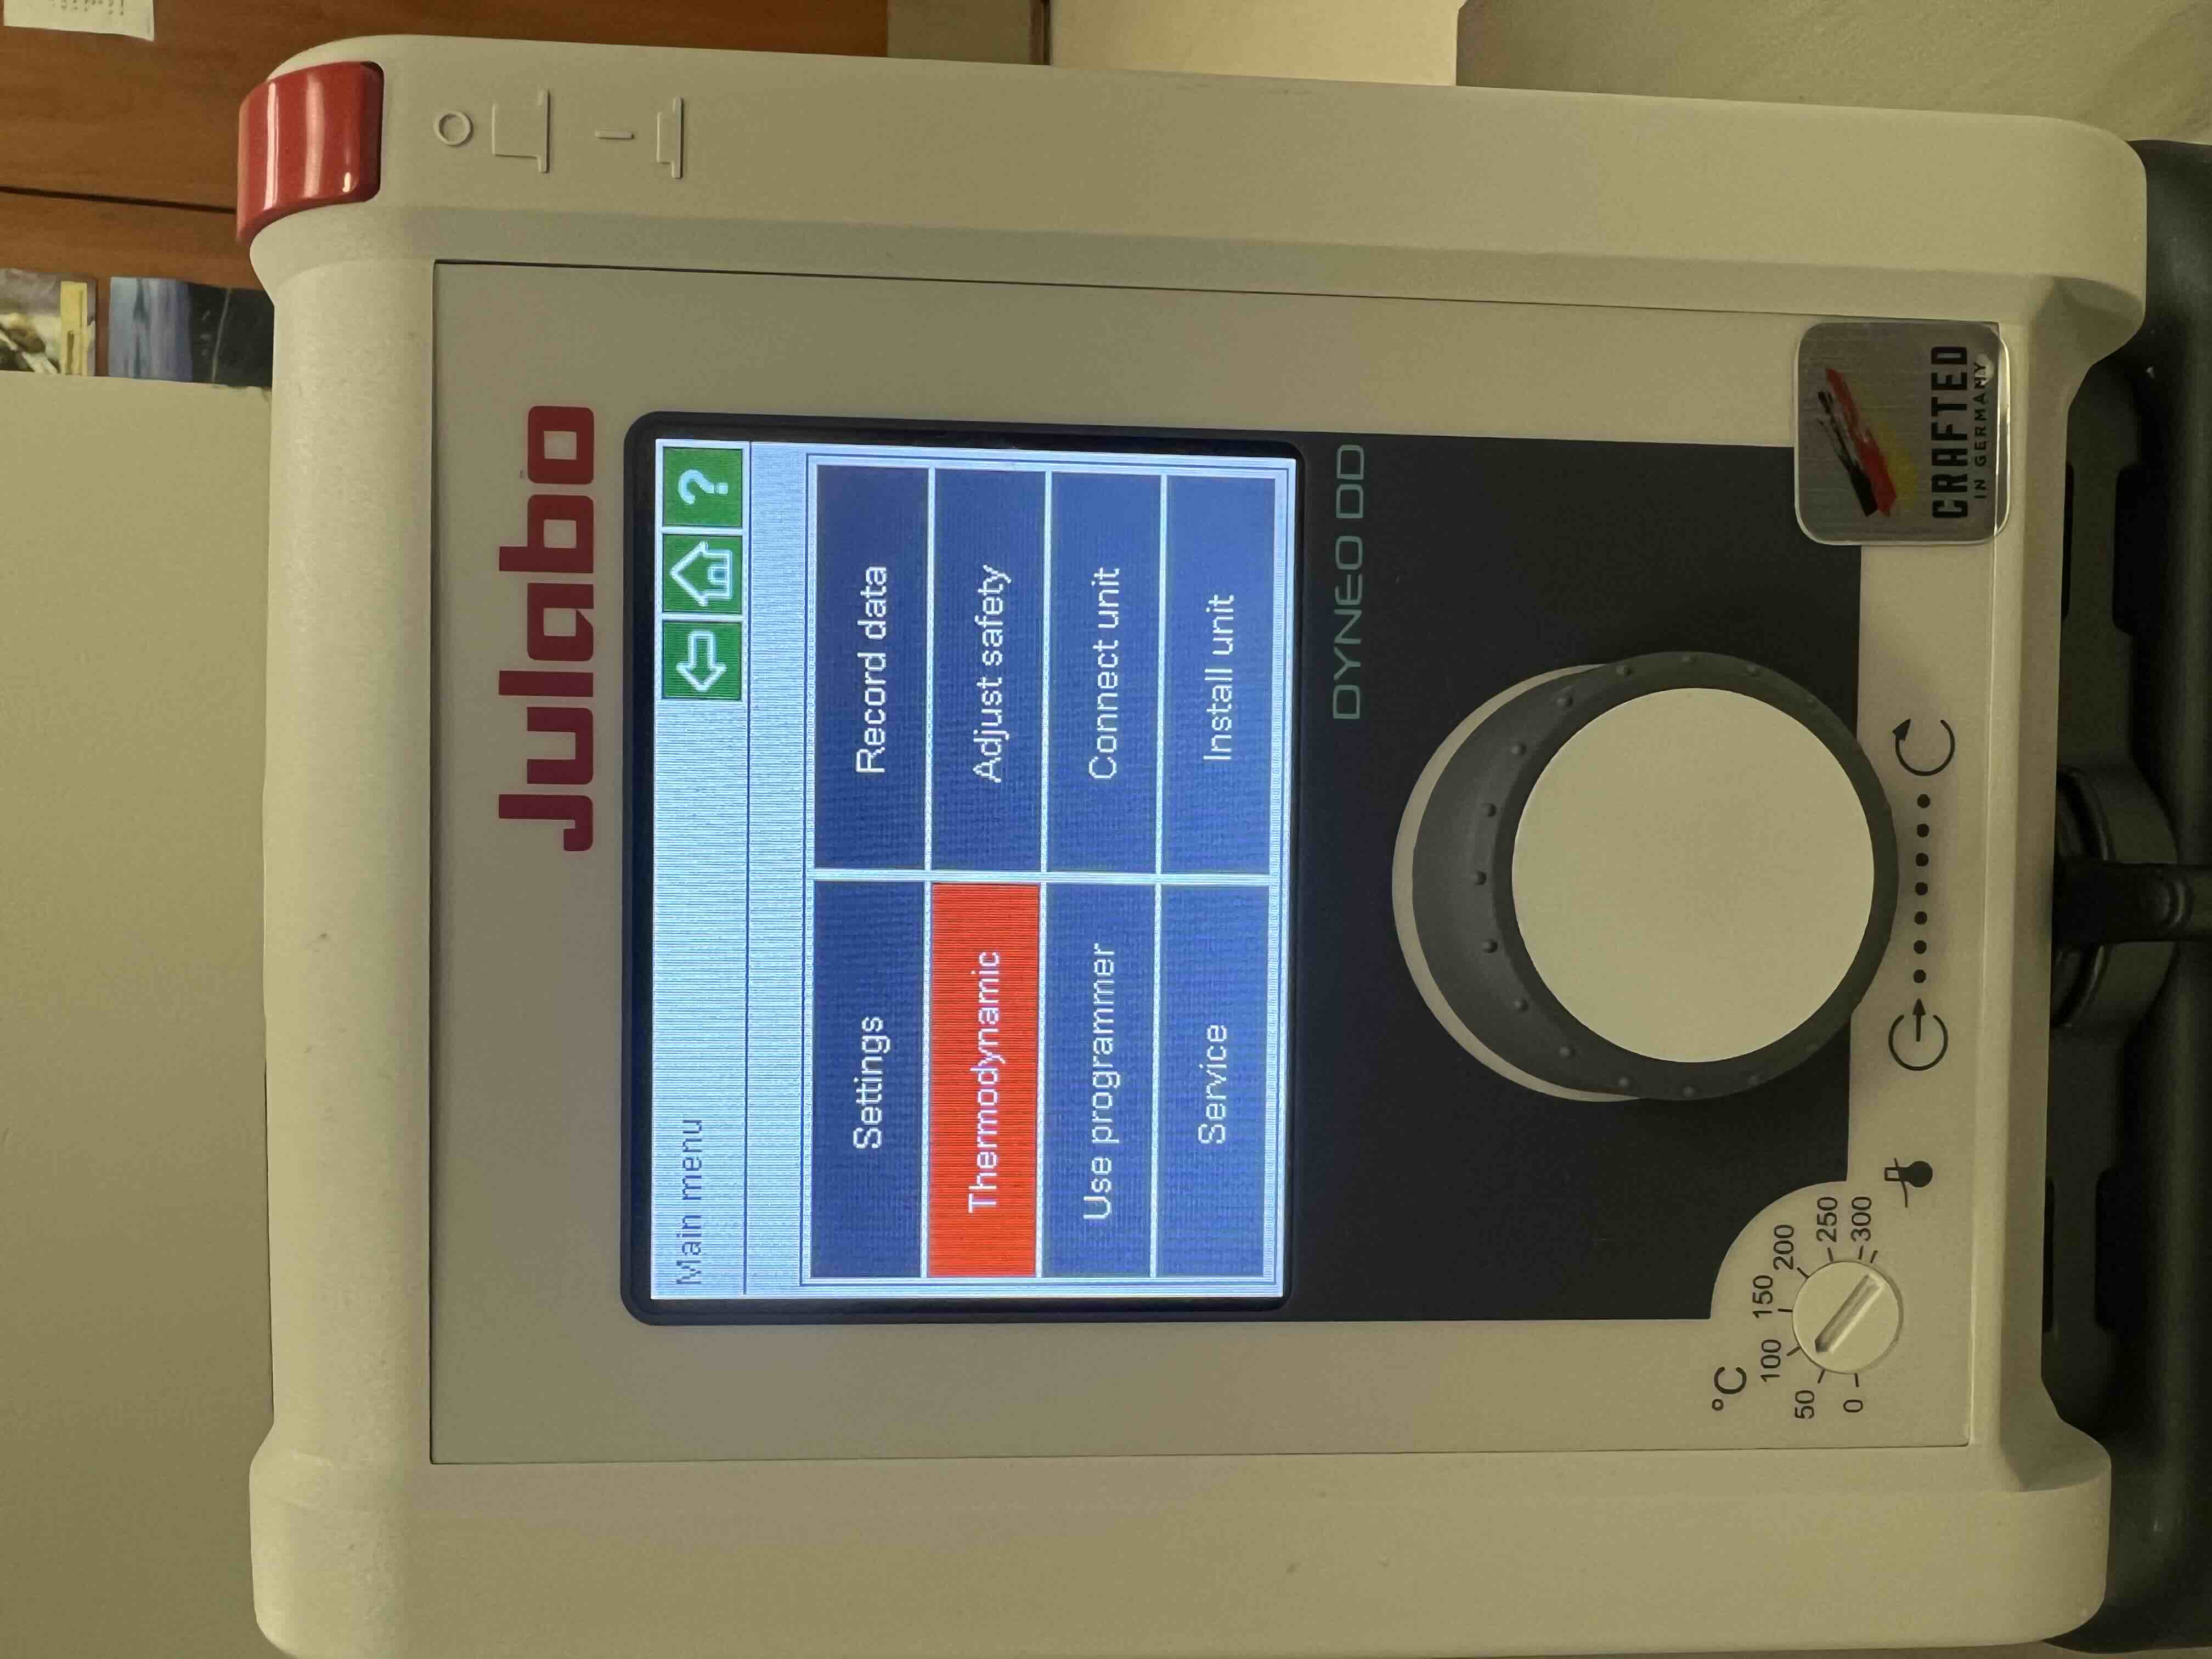 Julabo
Main menu
?
Settings
Record data
Thermodynamic
Adjust safety
Use programmer
Connect unit
Service
Install unit
DYNEO DD
°C
0
50
100
150
200
250
300
CRAFTED
IN GERMANY